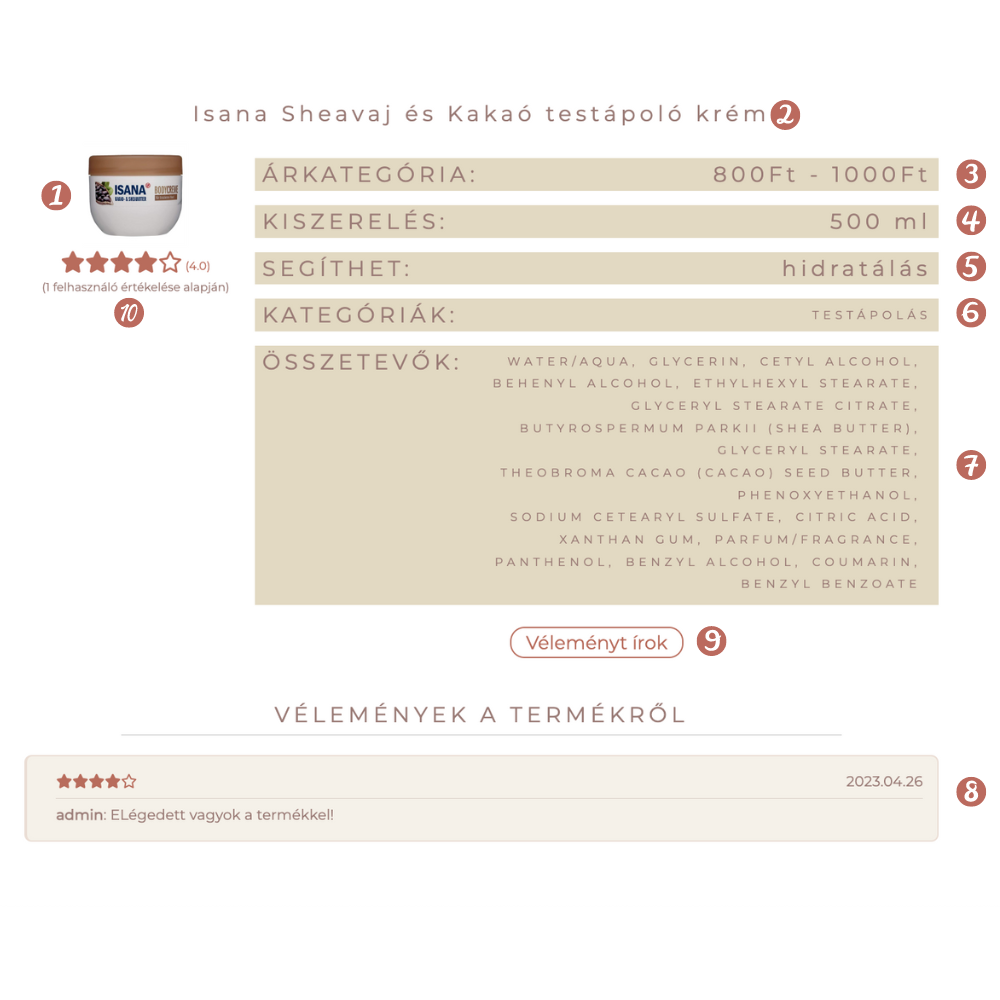 Isana Sheavaj és Kakaó testápoló krém 2
1
ISANA
BODYCREME
ÁRKATEGÓRIA: 800Ft - 1000Ft 3
KISZERELÉS: 500 ml 4
(4.0)
SEGÍTHET: hidratálás 5
(1 felhasználó értékelése alapján)
10
KATEGÓRIÁK: TESTÁPOLÁS 6
ÖSSZETEVŐK: WATER/AQUA, GLYCERIN, CETYL ALCOHOL,
BEHENYL ALCOHOL, ETHYLHEXYL STEARATE,
GLYCERYL STEARATE CITRATE,
BUTYROSPERMUM PARKII (SHEA BUTTER),
GLYCERYL STEARATE,
THEOBROMA CACAO (CACAO) SEED BUTTER,
7
PHENOXYETHANOL,
SODIUM CETEARYL SULFATE, CITRIC ACID,
XANTHAN GUM, PARFUM/FRAGRANCE,
PANTHENOL, BENZYL ALCOHOL, COUMARIN,
BENZYL BENZOATE
Véleményt írok 9
VÉLEMÉNYEK A TERMÉKRŐL
2023.04.26
8
admin: ELégedett vagyok a termékkel!